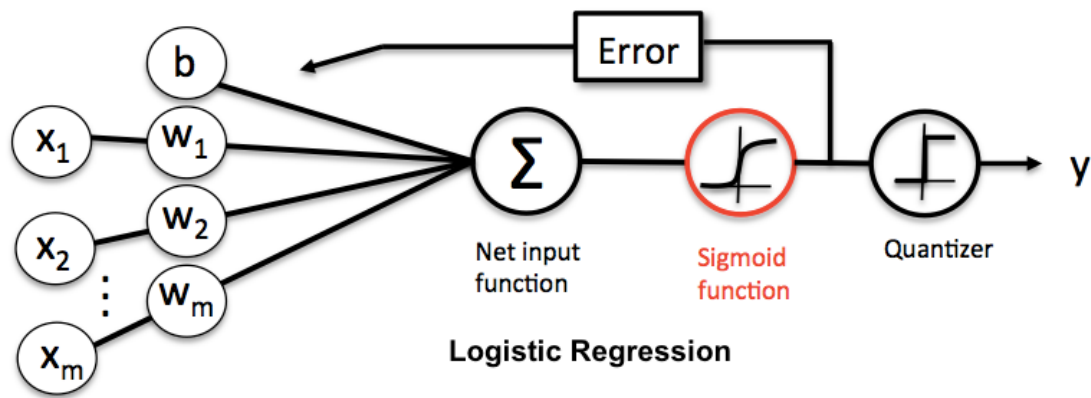 Error
b
x₁
w₁
x₂
w₂
⋮
wₘ
xₘ
Σ
y
Net input
function
Sigmoid
function
Quantizer
Logistic Regression